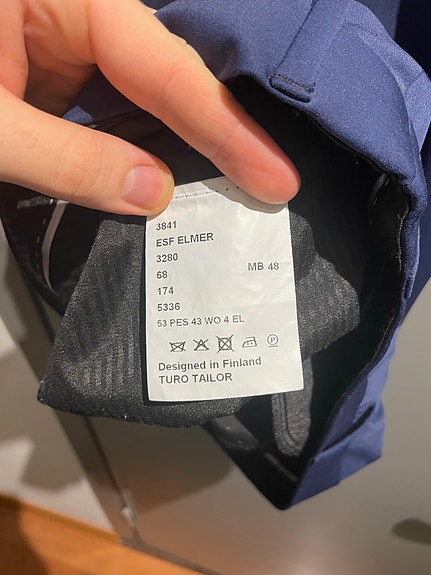 3841
ESF ELMER
3280
68 MB 48
174
5336
53 PES 43 WO 4 EL
P
Designed in Finland
TURO TAILOR